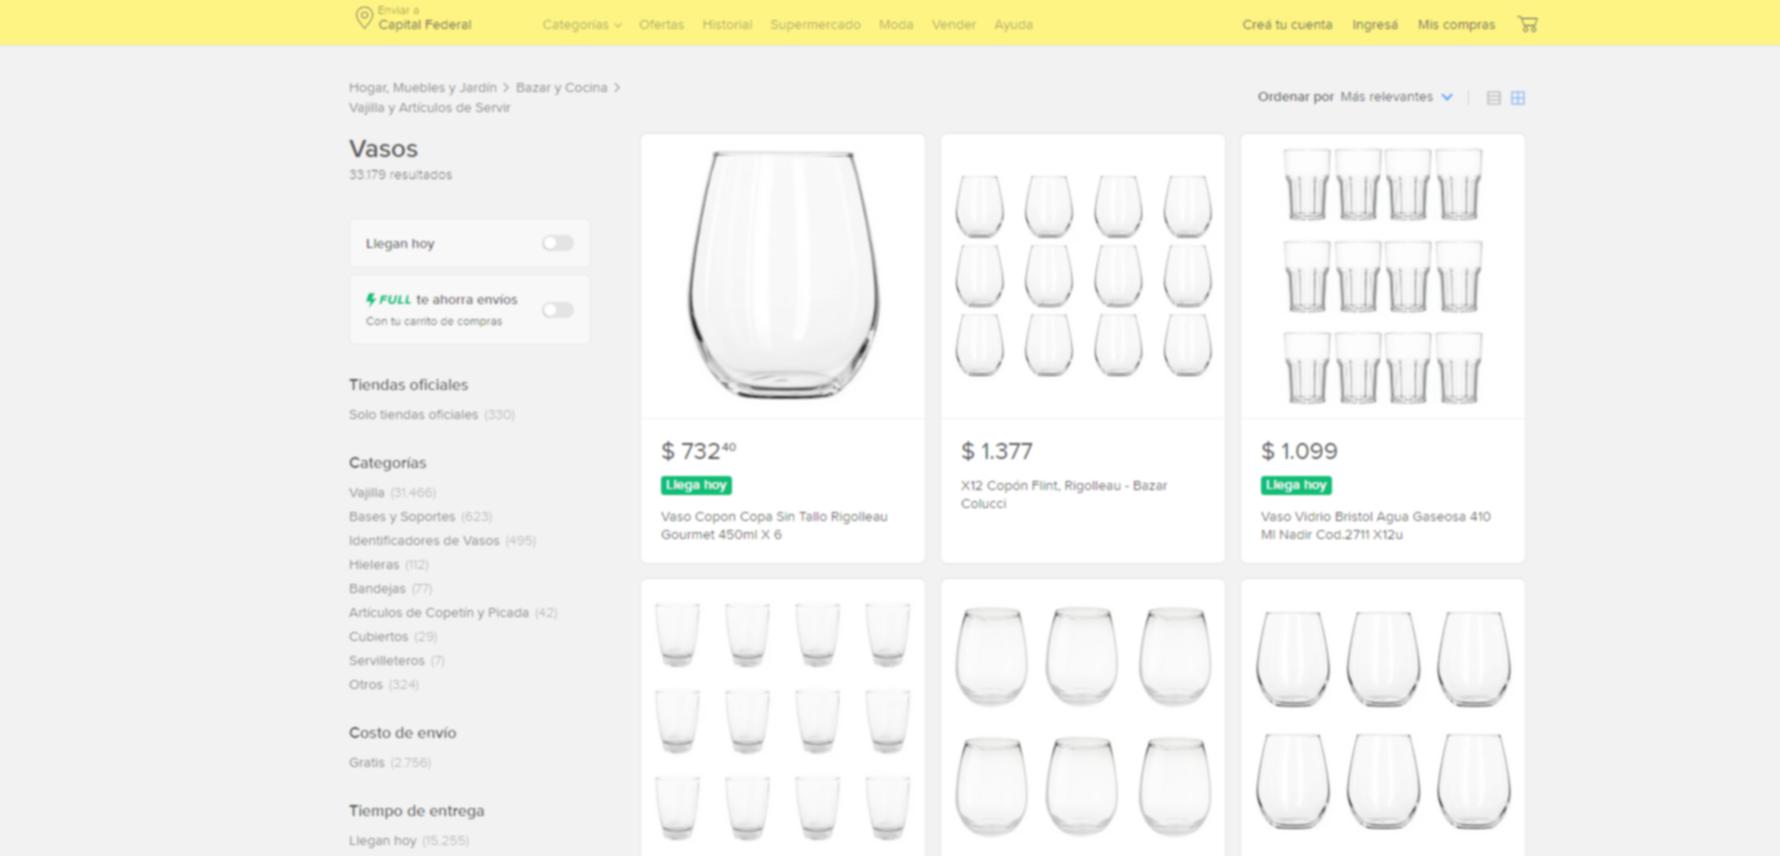 Enviar a
Capital Federal
Categorías Ofertas Historial Supermercado Moda Vender Ayuda
Creá tu cuenta Ingresá Mis compras
Hogar, Muebles y Jardín > Bazar y Cocina >
Vajilla y Artículos de Servir
Ordenar por Más relevantes
Vasos
33.179 resultados
Llegan hoy
FULL te ahorra envíos
Con tu carrito de compras
Tiendas oficiales
Solo tiendas oficiales (330)
Categorías
Vajilla (31.466)
Bases y Soportes (623)
Identificadores de Vasos (495)
Hieleras (112)
Bandejas (77)
Artículos de Copetín y Picada (42)
Cubiertos (29)
Servilleteros (7)
Otros (324)
Costo de envío
Gratis (2.756)
Tiempo de entrega
Llegan hoy (15.255)
$ 732 40
Llega hoy
Vaso Copon Copa Sin Tallo Rigolleau
Gourmet 450ml X 6
$ 1.377
X12 Copón Flint, Rigolleau - Bazar
Colucci
$ 1.099
Llega hoy
Vaso Vidrio Bristol Agua Gaseosa 410
Ml Nadir Cod.2711 X12u